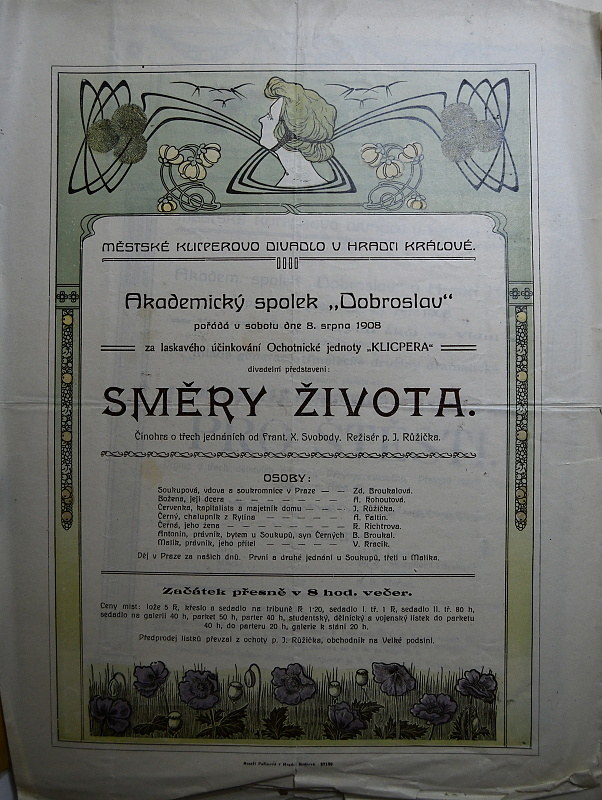 MĚSTSKÉ KLICPEROVO DIVADLO V HRADCI KRÁLOVÉ.
Akademický spolek „Dobroslav“
pořádá v sobotu dne 8. srpna 1908
za laskavého účinkování Ochotnické jednoty „KLICPERA“
divadelní představení:
SMĚRY ŽIVOTA.
Činohra o třech jednáních od Frant. X. Svobody. Režisér p. J. Růžička.
OSOBY:
Soukupová, vdova a soukromnice v Praze — — Zd. Broukalová.
Božena, její dcera — — — — — — — A. Rohoutová.
Červenka, kapitalista a majetník domu — — — J. Růžička.
Černý, chalupník z Rytína — — — — — A. Faltin.
Černá, jeho žena — — — — — — — R. Richtrova.
Antonín, právník, bytem u Soukupů, syn Černých B. Broukal.
Malík, právník, jeho přítel — — — — — V. Rracík.
Děj v Praze za našich dnů. První a druhé jednání u Soukupů, třetí u Malíka.
Začátek přesně v 8 hod. večer.
Ceny míst: lože 5 R, křeslo a sedadlo na tribuně R 1·20, sedadlo I. tř. 1 R, sedadlo II. tř. 80 h,
sedadlo na galerii 40 h, parket 50 h, parter 40 h, studentský, dělnický a vojenský lístek do parketu
40 h, do parteru 20 h, galerie k stání 20 h.
Předprodej lístků převzal z ochoty p. J. Růžička, obchodník na Velké podsíni.